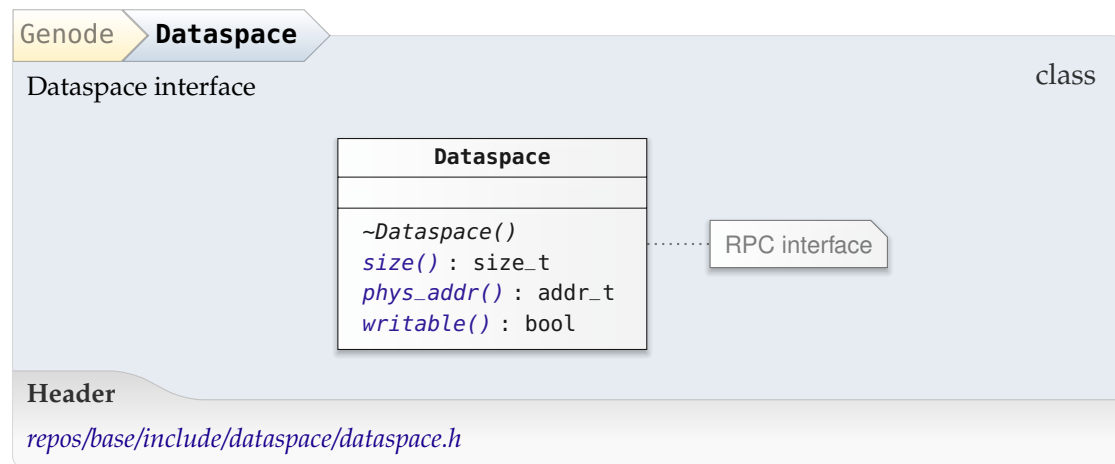 Genode Dataspace
Dataspace interface
class
Dataspace
~Dataspace()
size() : size_t
phys_addr() : addr_t
writable() : bool
RPC interface
Header
repos/base/include/dataspace/dataspace.h